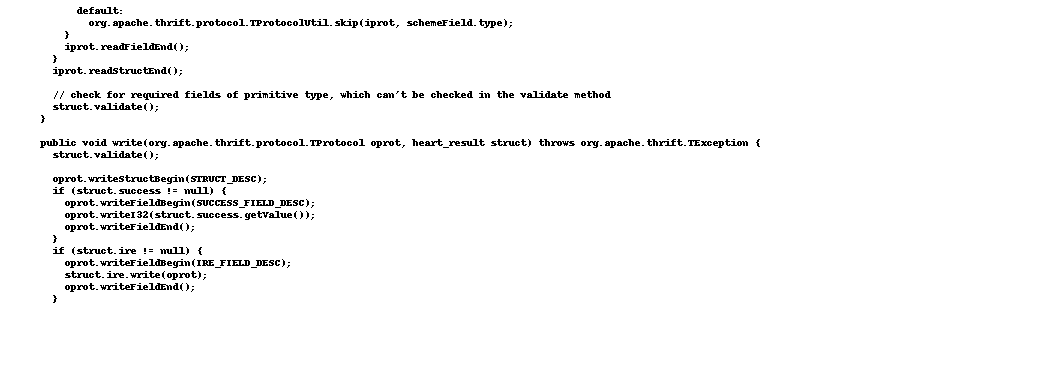 default:
org.apache.thrift.protocol.TProtocolUtil.skip(iprot, schemeField.type);
}
iprot.readFieldEnd();
}
iprot.readStructEnd();
// check for required fields of primitive type, which can't be checked in the validate method
struct.validate();
}
public void write(org.apache.thrift.protocol.TProtocol oprot, heart_result struct) throws org.apache.thrift.TException {
struct.validate();
oprot.writeStructBegin(STRUCT_DESC);
if (struct.success != null) {
oprot.writeFieldBegin(SUCCESS_FIELD_DESC);
oprot.writeI32(struct.success.getValue());
oprot.writeFieldEnd();
}
if (struct.ire != null) {
oprot.writeFieldBegin(IRE_FIELD_DESC);
struct.ire.write(oprot);
oprot.writeFieldEnd();
}